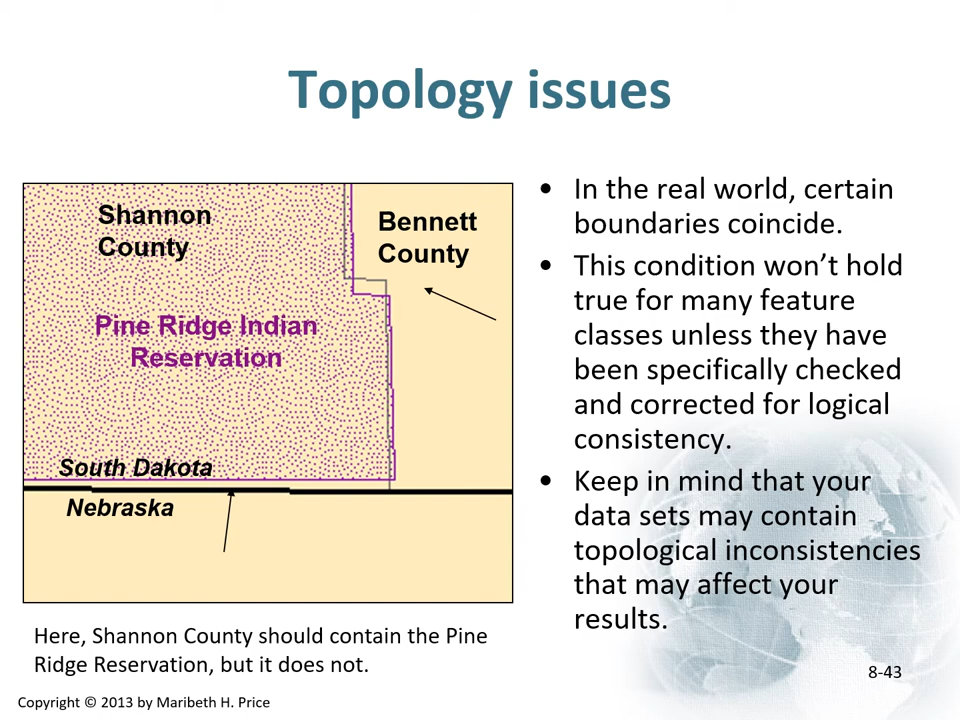 Topology issues
Shannon
County
Bennett
County
Pine Ridge Indian
Reservation
South Dakota
Nebraska
Here, Shannon County should contain the Pine
Ridge Reservation, but it does not.
• In the real world, certain
boundaries coincide.
• This condition won’t hold
true for many feature
classes unless they have
been specifically checked
and corrected for logical
consistency.
• Keep in mind that your
data sets may contain
topological inconsistencies
that may affect your
results.
8-43
Copyright © 2013 by Maribeth H. Price